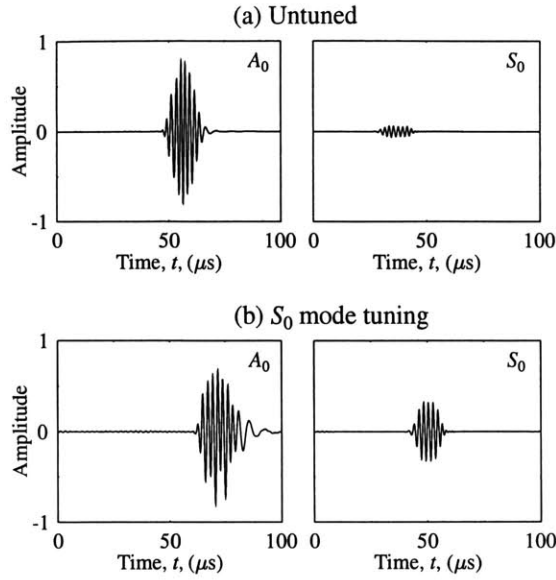 (a) Untuned
Amplitude
1
0
-1
A0
0
50
100
Time, t, (μs)
S0
0
50
100
Time, t, (μs)
(b) S0 mode tuning
Amplitude
1
0
-1
A0
0
50
100
Time, t, (μs)
S0
0
50
100
Time, t, (μs)